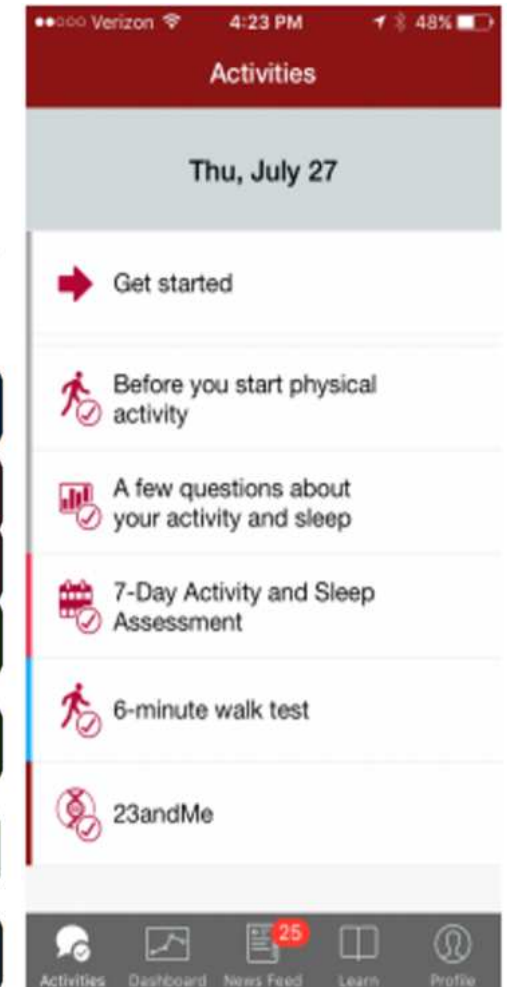 Verizon 4:23 PM 48%
Activities
Thu, July 27
Get started
Before you start physical
activity
A few questions about
your activity and sleep
7-Day Activity and Sleep
Assessment
6-minute walk test
23andMe
25
Activities Dashboard News Feed Learn Profile